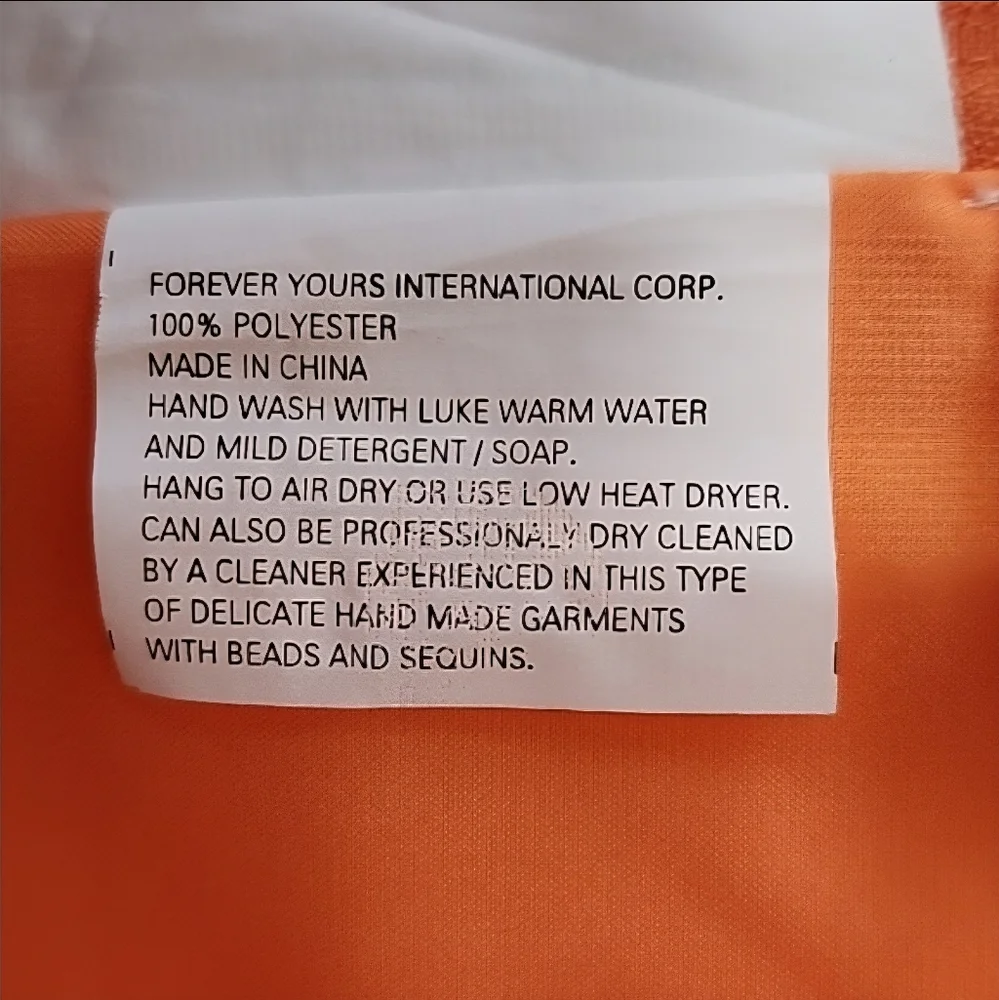 FOREVER YOURS INTERNATIONAL CORP.
100% POLYESTER
MADE IN CHINA
HAND WASH WITH LUKE WARM WATER
AND MILD DETERGENT / SOAP.
HANG TO AIR DRY OR USE LOW HEAT DRYER.
CAN ALSO BE PROFESSIONALY DRY CLEANED
BY A CLEANER EXPERIENCED IN THIS TYPE
OF DELICATE HAND MADE GARMENTS
WITH BEADS AND SEQUINS.